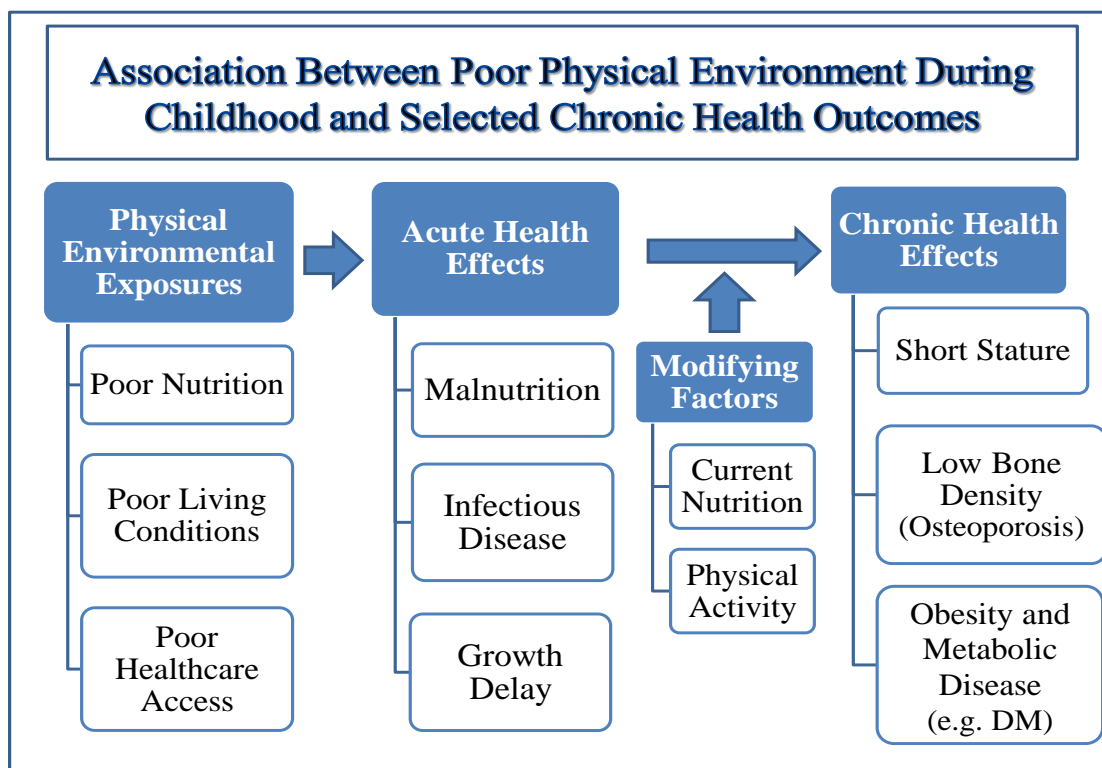 Association Between Poor Physical Environment During
Childhood and Selected Chronic Health Outcomes
Physical
Environmental
Exposures
Poor Nutrition
Poor Living
Conditions
Poor
Healthcare
Access
Acute Health
Effects
Malnutrition
Infectious
Disease
Growth
Delay
Modifying
Factors
Current
Nutrition
Physical
Activity
Chronic Health
Effects
Short Stature
Low Bone
Density
(Osteoporosis)
Obesity and
Metabolic
Disease
(e.g. DM)